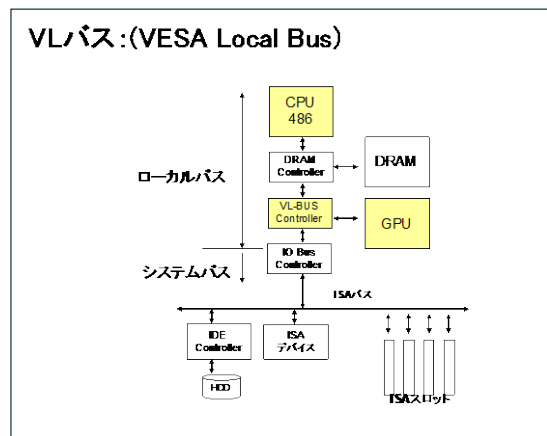 VLバス:(VESA Local Bus)
CPU
486
DRAM
Controller
DRAM
ローカルバス
VL-BUS
Controller
GPU
IO Bus
Controller
システムバス
ISAバス
IDE
Controller
ISA
デバイス
HDD
ISAスロット